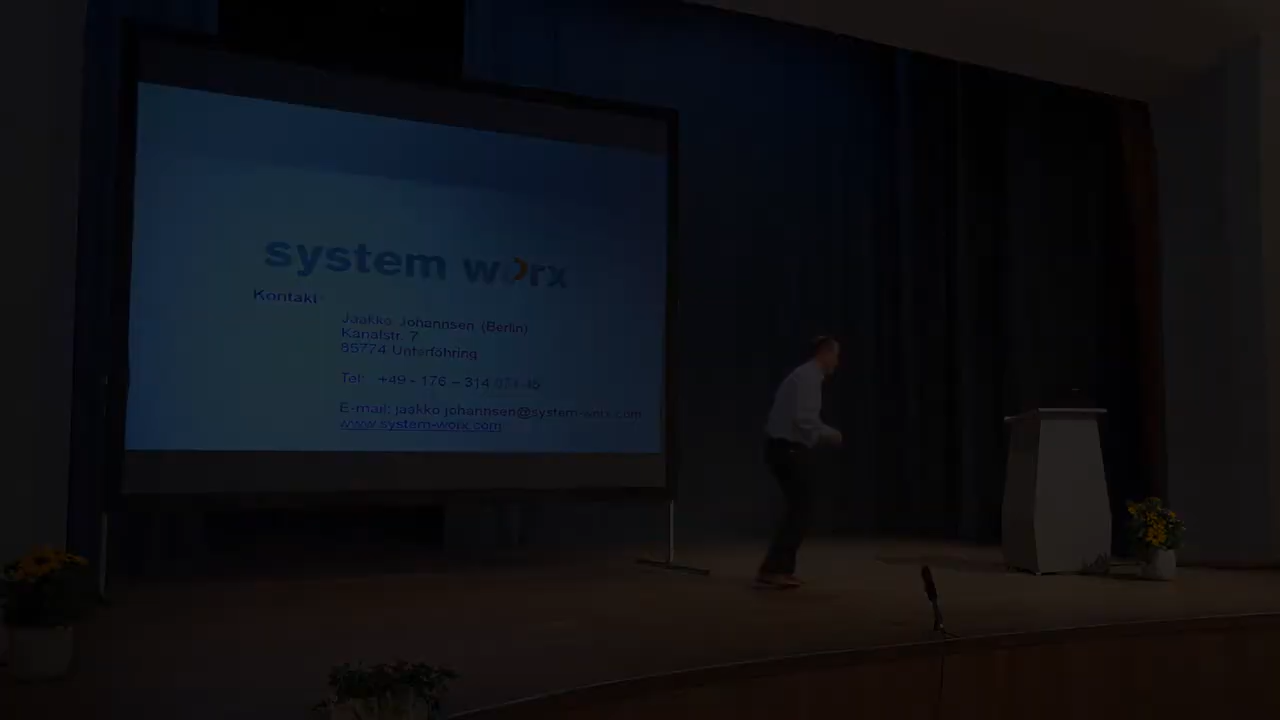 system worx
Kontakt
Jaakko Johannsen (Berlin)
Kanalstr. 7
85774 Unterföhring
Tel: +49 - 176 – 314
E-mail: jaakko.johannsen@system-worx.com
www.system-worx.com